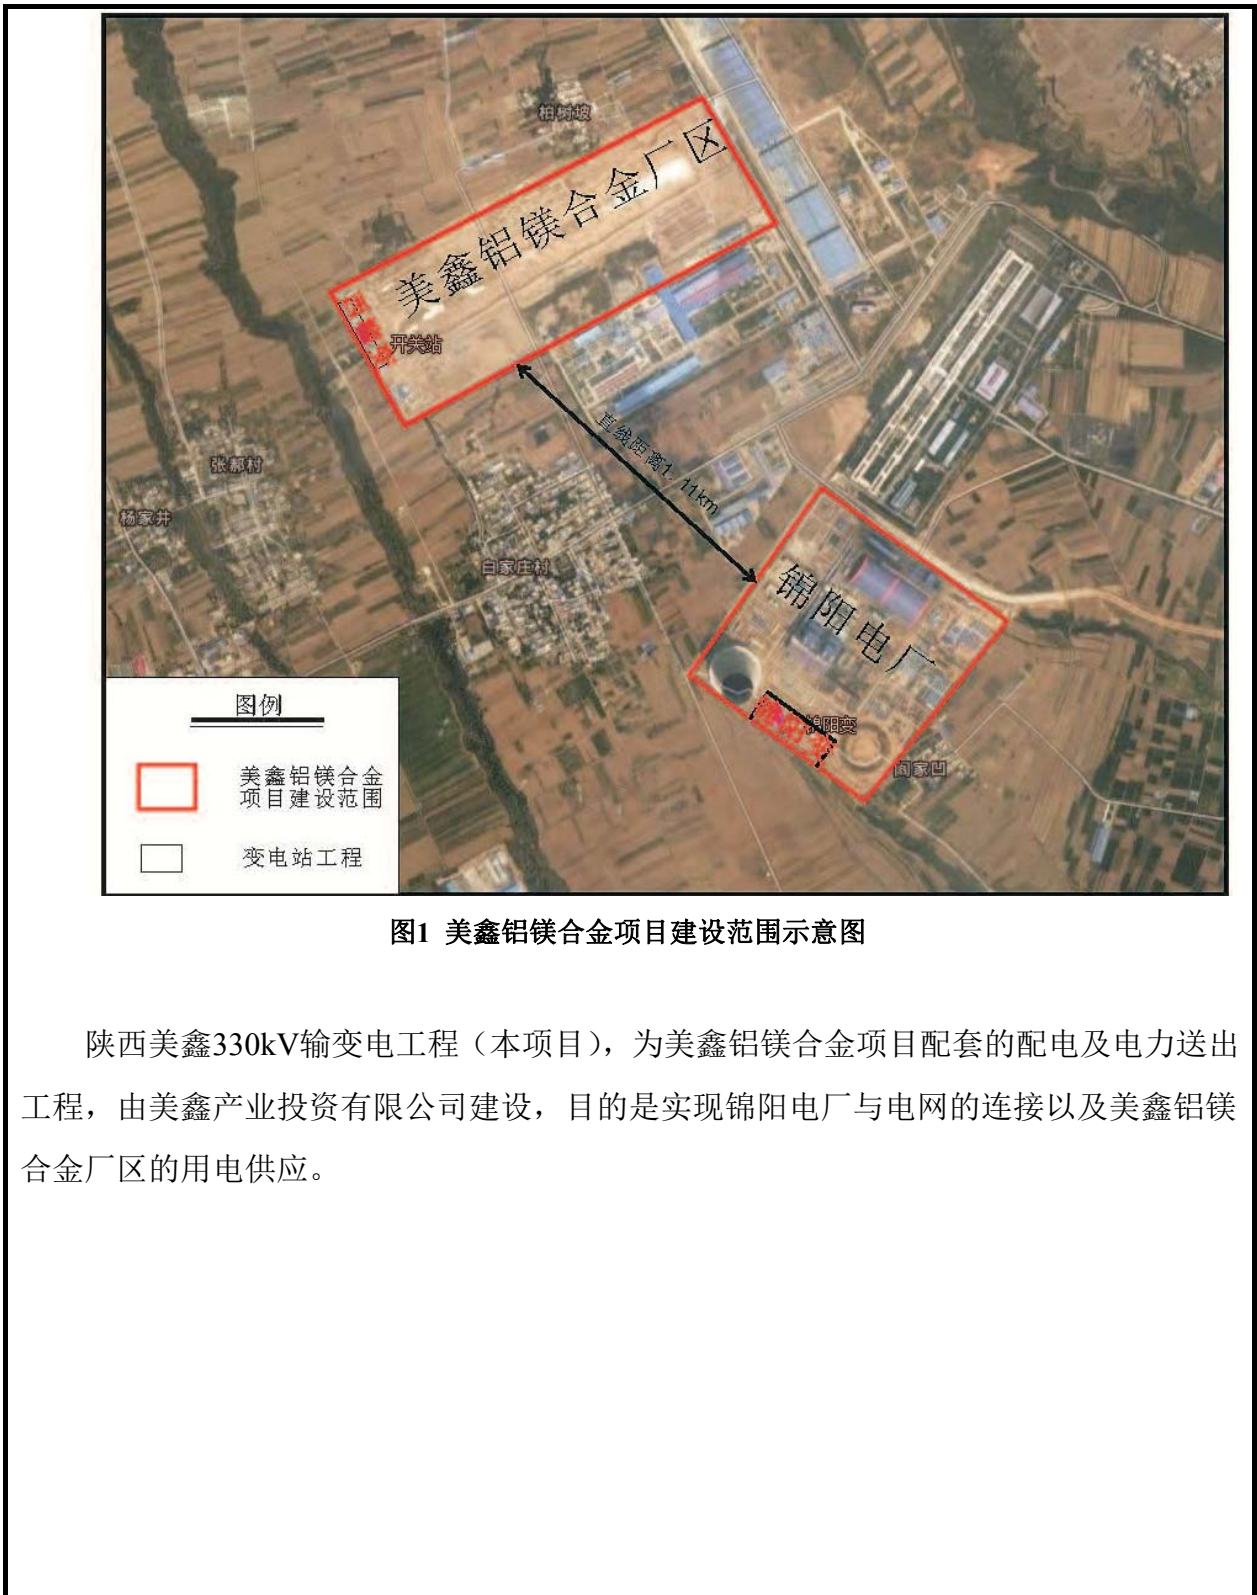 柏树坡
美鑫铝镁合金厂区
开关站
开关站
直线距离1.11km
张郝村
杨家井
白家庄村
锦阳电厂
锦阳变
锦阳变
阎家凹
图例
美鑫铝镁合金
项目建设范围
变电站工程
图1 美鑫铝镁合金项目建设范围示意图
陕西美鑫330kV输变电工程（本项目），为美鑫铝镁合金项目配套的配电及电力送出
工程，由美鑫产业投资有限公司建设，目的是实现锦阳电厂与电网的连接以及美鑫铝镁
合金厂区的用电供应。